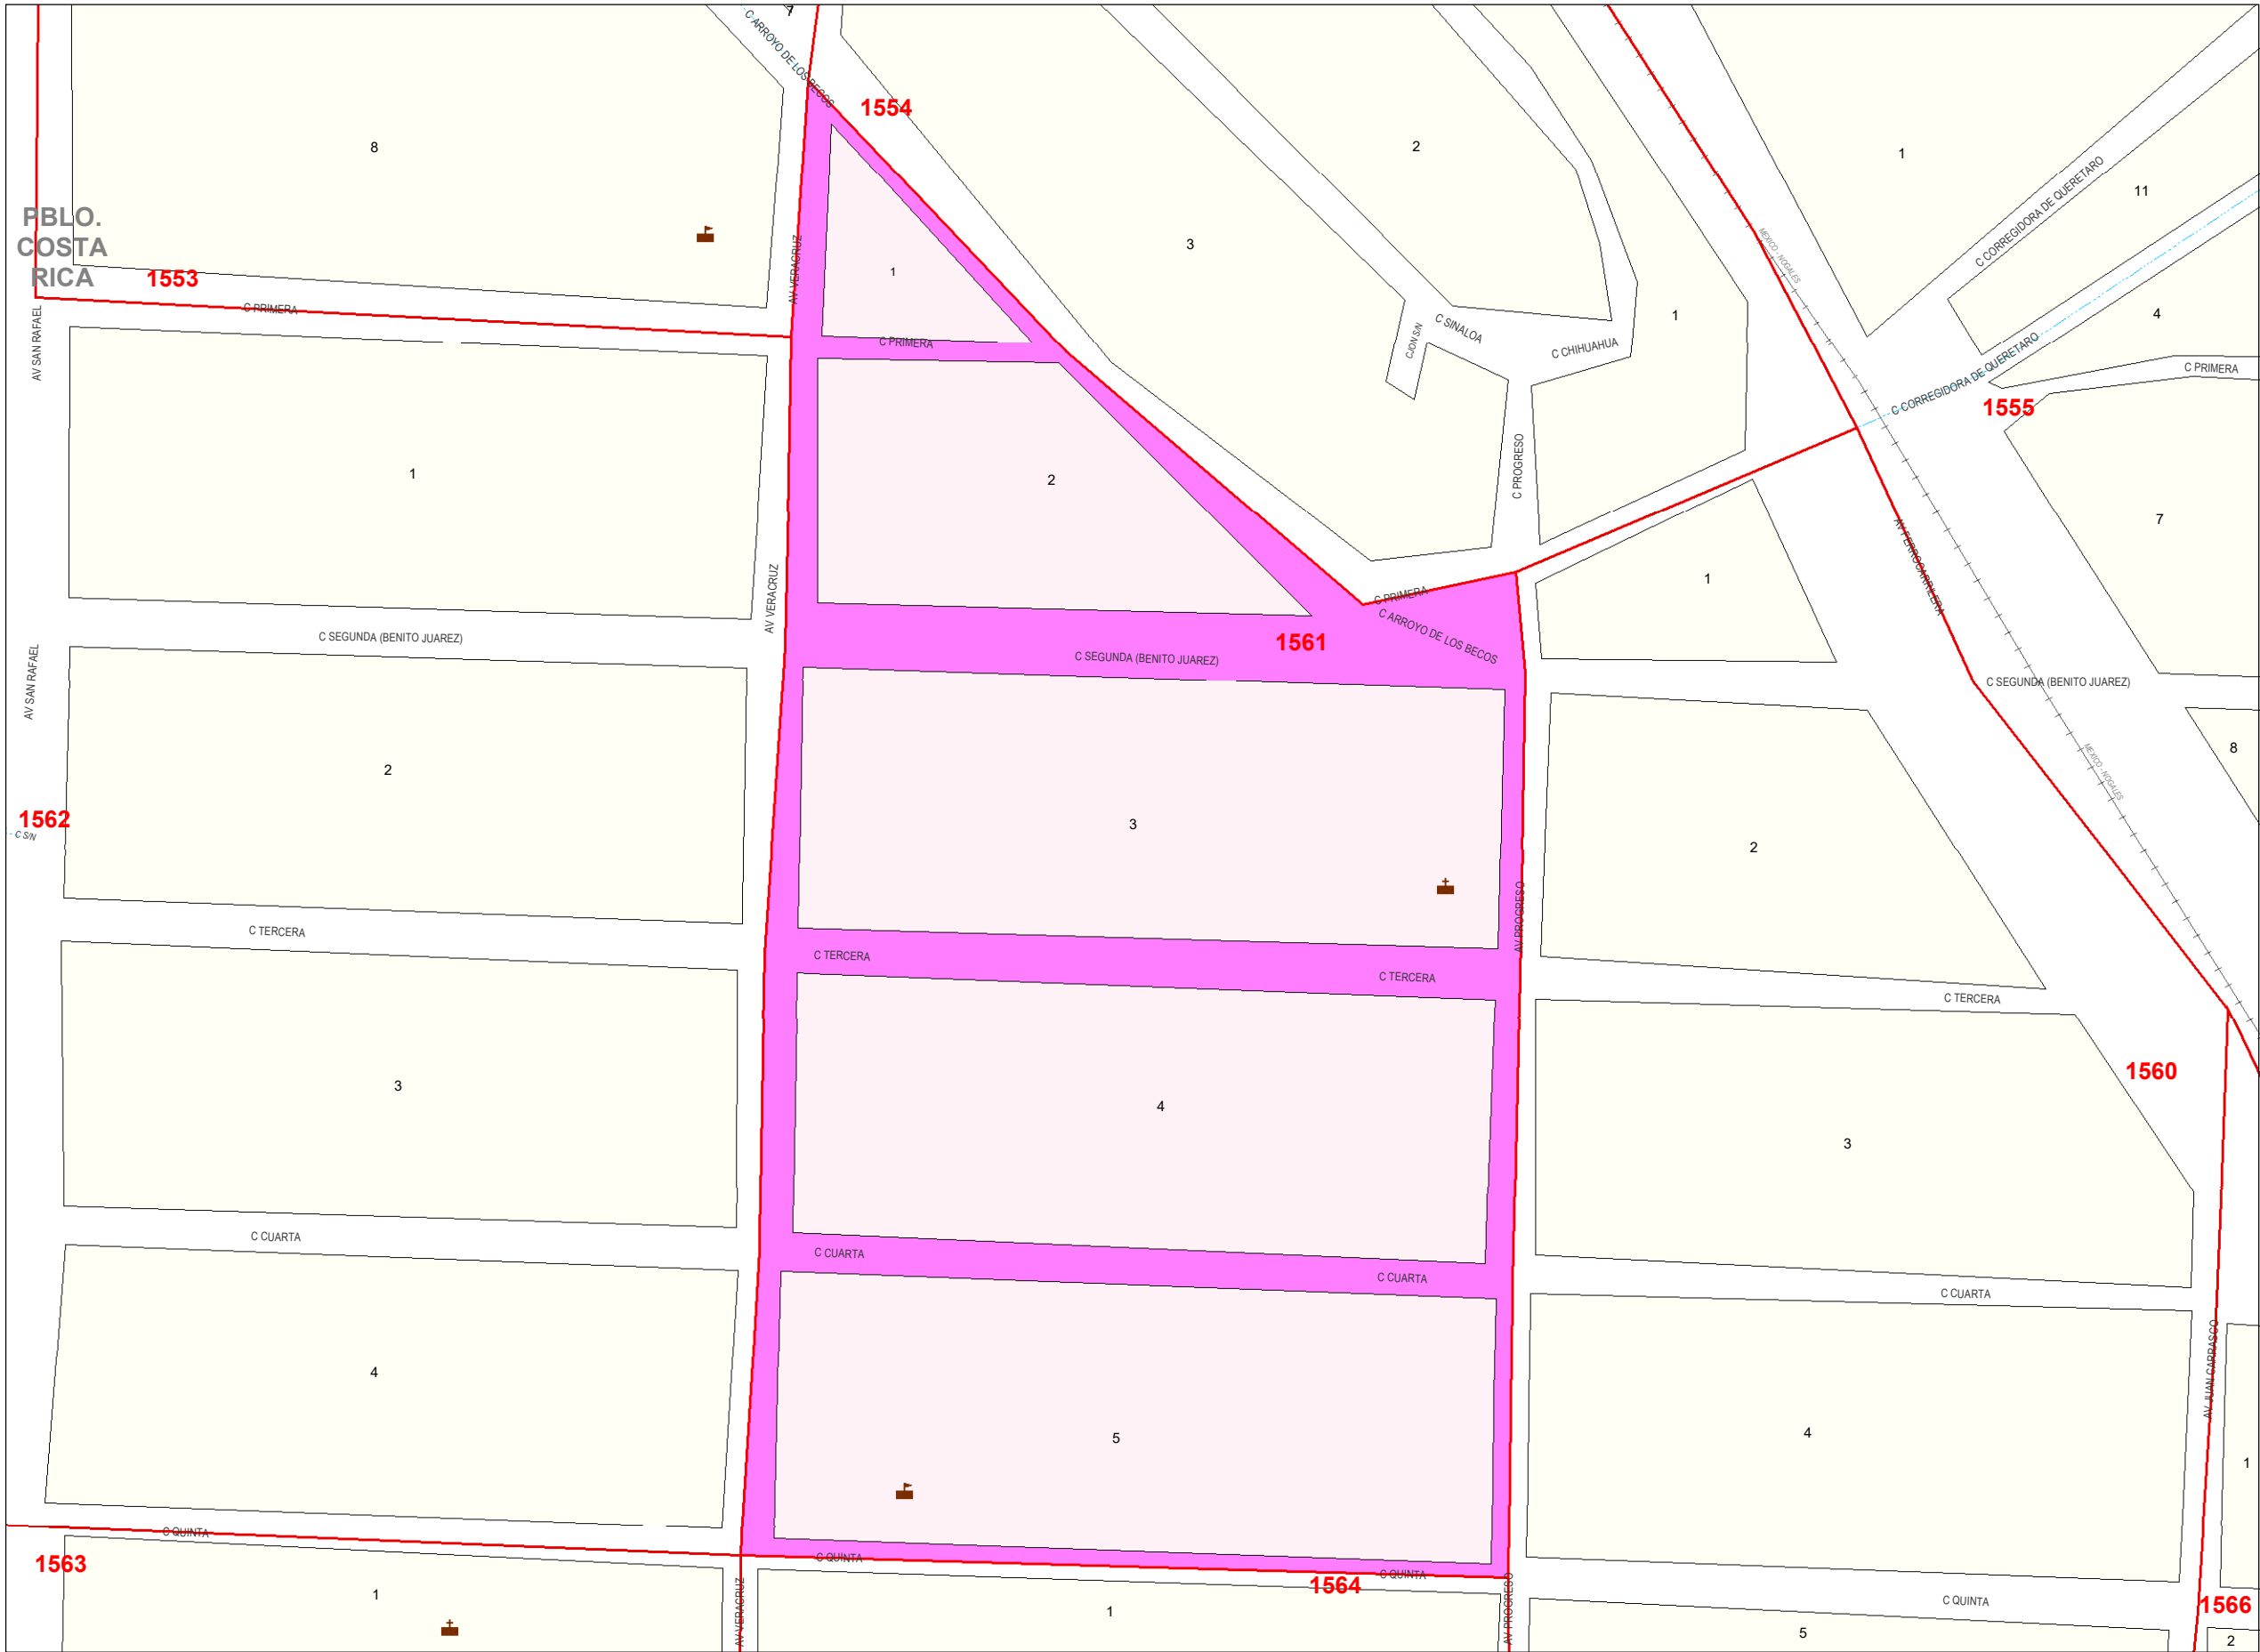 7
C ARROYO DE LOS BECOS
1554
8
2
1
11
C CORREGIDORA DE QUERETARO
PBLO.
COSTA
RICA
1553
C PRIMERA
AV SAN RAFAEL
AV VERACRUZ
1
3
MEXICO - NOGALES
C PRIMERA
CJON S/N
C SINALOA
C CHIHUAHUA
1
4
C PRIMERA
C CORREGIDORA DE QUERETARO
1555
1
2
C PROGRESO
7
AV FERROCARRILERA
AV VERACRUZ
1
C PRIMERA
C ARROYO DE LOS BECOS
C SEGUNDA (BENITO JUAREZ)
1561
C SEGUNDA (BENITO JUAREZ)
C SEGUNDA (BENITO JUAREZ)
AV SAN RAFAEL
2
8
MEXICO - NOGALES
1562
C S/N
3
2
AV PROGRESO
C TERCERA
C TERCERA
C TERCERA
C TERCERA
3
4
1560
3
C CUARTA
C CUARTA
C CUARTA
C CUARTA
4
5
4
AV JUAN CARRASCO
1
C QUINTA
C QUINTA
C QUINTA
1563
1564
1
AV VERACRUZ
1
AV PROGRESO
C QUINTA
1566
5
2